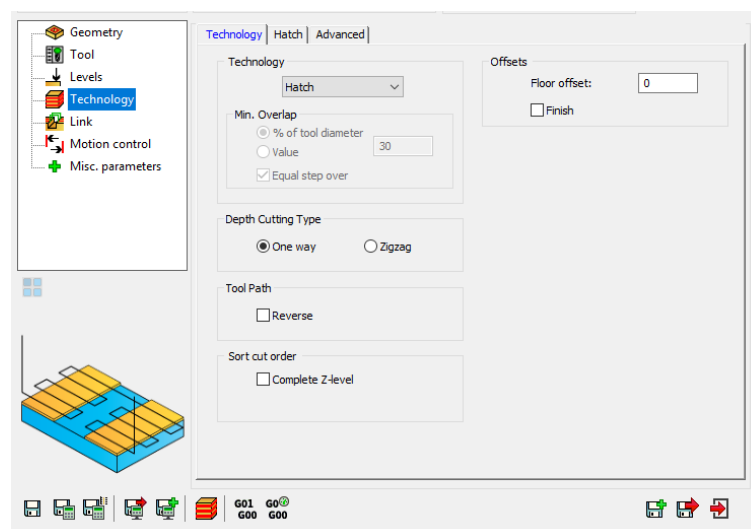 Geometry
Tool
Levels
Technology
Link
Motion control
Misc. parameters
Technology Hatch Advanced
Technology
Hatch
Min. Overlap
% of tool diameter
Value
30
Equal step over
Depth Cutting Type
One way Zigzag
Tool Path
Reverse
Sort cut order
Complete Z-level
Offsets
Floor offset: 0
Finish
G01 G0
G00 G00